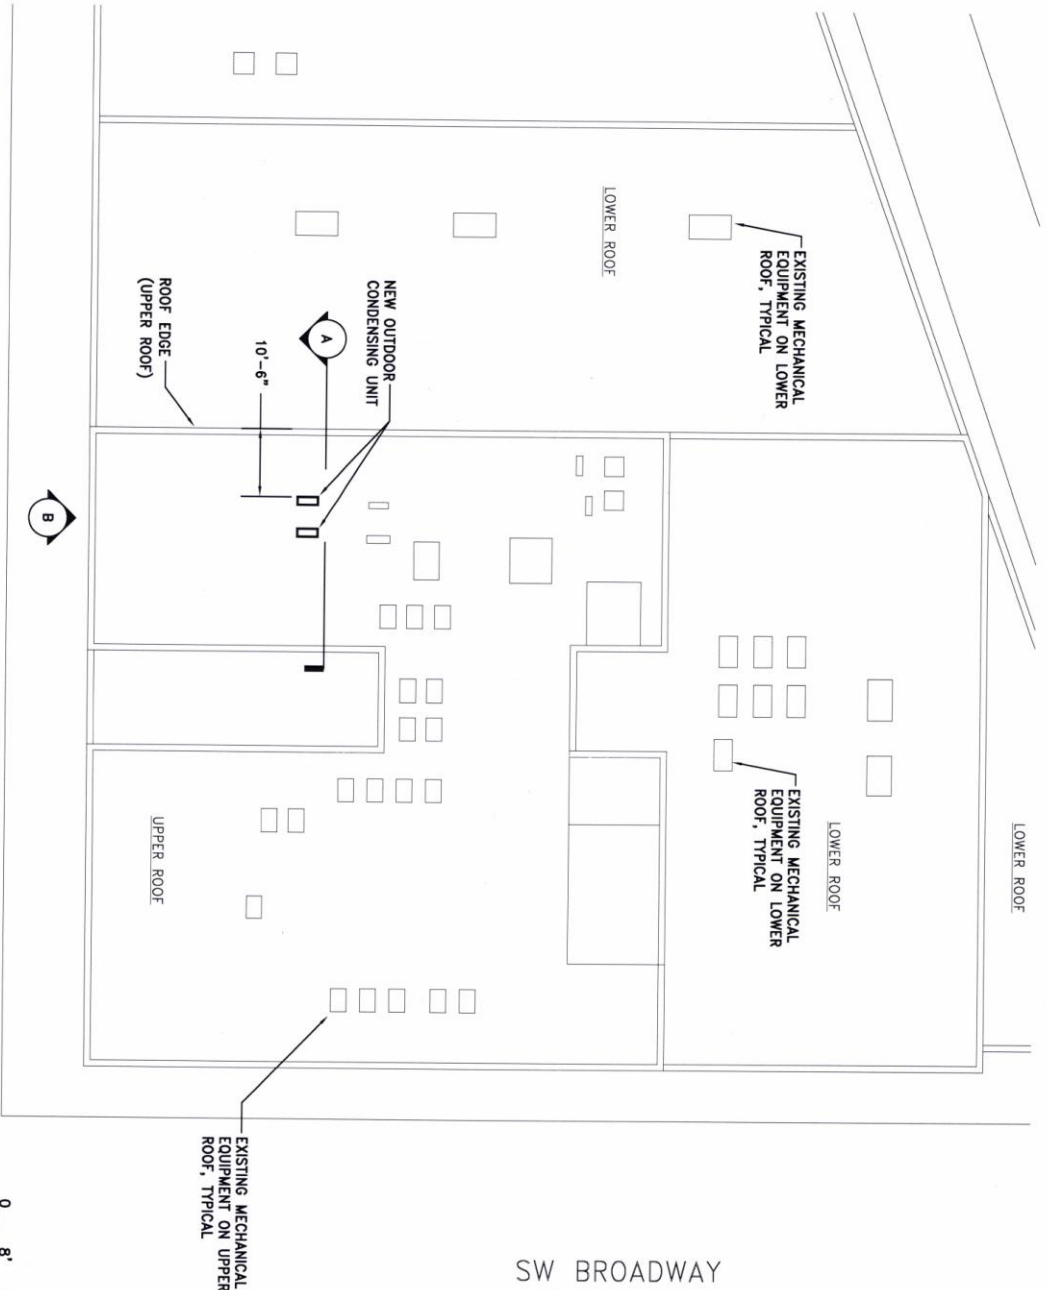 LOWER ROOF
EXISTING MECHANICAL
EQUIPMENT ON LOWER
ROOF, TYPICAL
NEW OUTDOOR
CONDENSING UNIT
A
10'-6"
ROOF EDGE
(UPPER ROOF)
B
LOWER ROOF
LOWER ROOF
EXISTING MECHANICAL
EQUIPMENT ON LOWER
ROOF, TYPICAL
UPPER ROOF
EXISTING MECHANICAL
EQUIPMENT ON UPPER
ROOF, TYPICAL
0 8'
SW BROADWAY